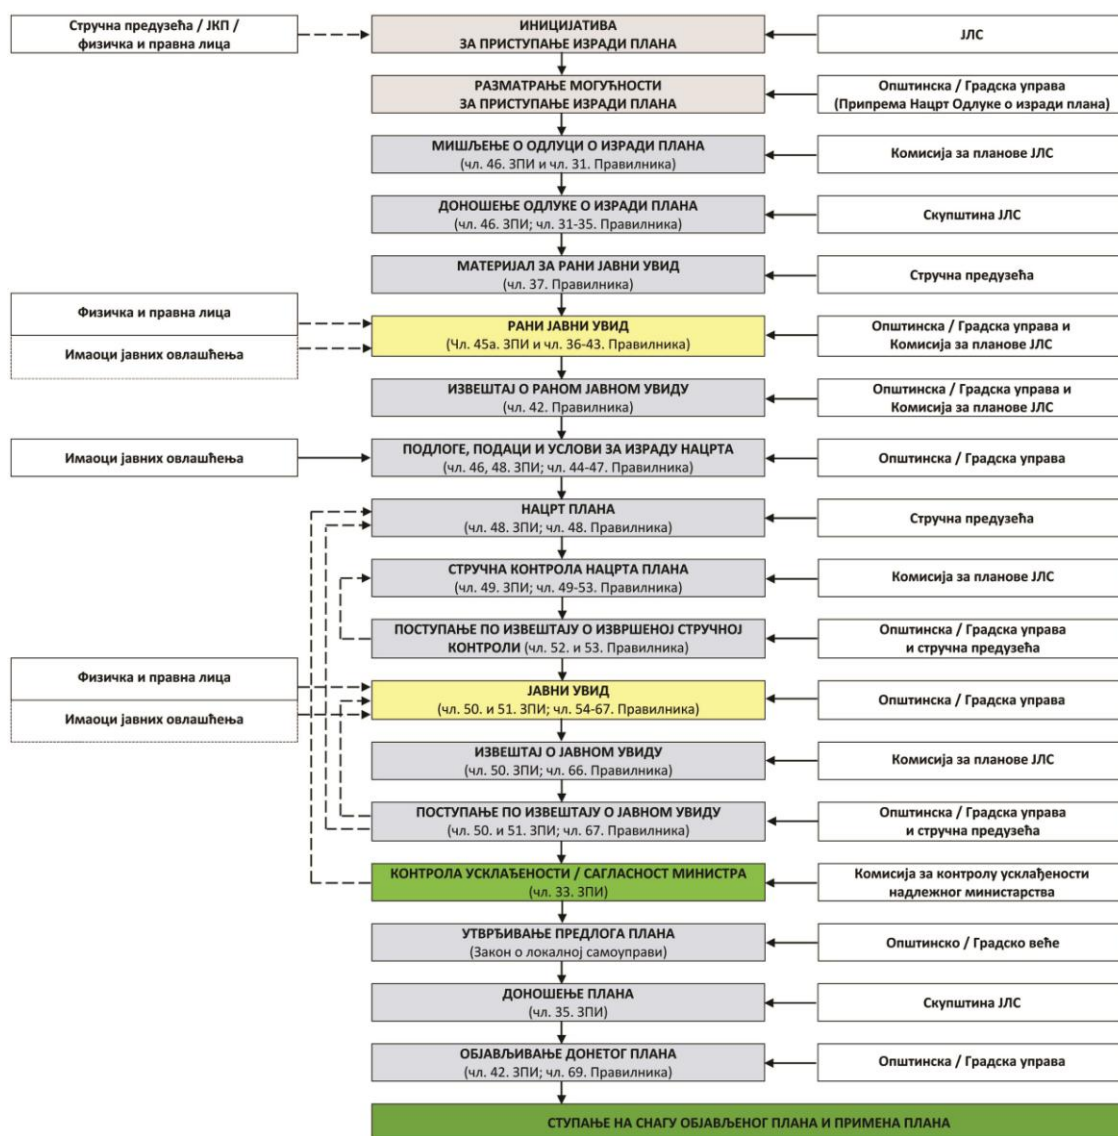 Стручна предузећа / ЈКП /
физичка и правна лица
ИНИЦИЈАТИВА
ЗА ПРИСТУПАЊЕ ИЗРАДИ ПЛАНА
ЈЛС
РАЗМАТРАЊЕ МОГУЋНОСТИ
ЗА ПРИСТУПАЊЕ ИЗРАДИ ПЛАНА
Општинска / Градска управа
(Припрема Нацрт Одлуке о изради плана)
МИШЉЕЊЕ О ОДЛУЦИ О ИЗРАДИ ПЛАНА
(чл. 46. ЗПИ и чл. 31. Правилника)
Комисија за планове ЈЛС
ДОНОШЕЊЕ ОДЛУКЕ О ИЗРАДИ ПЛАНА
(чл. 46. ЗПИ; чл. 31-35. Правилника)
Скупштина ЈЛС
МАТЕРИЈАЛ ЗА РАНИ ЈАВНИ УВИД
(чл. 37. Правилника)
Стручна предузећа
Физичка и правна лица
Имаоци јавних овлашћења
РАНИ ЈАВНИ УВИД
(Чл. 45а. ЗПИ и чл. 36-43. Правилника)
Општинска / Градска управа и
Комисија за планове ЈЛС
ИЗВЕШТАЈ О РАНОМ ЈАВНОМ УВИДУ
(чл. 42. Правилника)
Општинска / Градска управа и
Комисија за планове ЈЛС
Имаоци јавних овлашћења
ПОДЛОГЕ, ПОДАЦИ И УСЛОВИ ЗА ИЗРАДУ НАЦРТА
(чл. 46, 48. ЗПИ; чл. 44-47. Правилника)
Општинска / Градска управа
НАЦРТ ПЛАНА
(чл. 48. ЗПИ; чл. 48. Правилника)
Стручна предузећа
СТРУЧНА КОНТРОЛА НАЦРТА ПЛАНА
(чл. 49. ЗПИ; чл. 49-53. Правилника)
Комисија за планове ЈЛС
ПОСТУПАЊЕ ПО ИЗВЕШТАЈУ О ИЗВРШЕНОЈ СТРУЧНОЈ
КОНТРОЛИ (чл. 52. и 53. Правилника)
Општинска / Градска управа
и стручна предузећа
Физичка и правна лица
Имаоци јавних овлашћења
ЈАВНИ УВИД
(чл. 50. и 51. ЗПИ; чл. 54-67. Правилника)
Општинска / Градска управа
ИЗВЕШТАЈ О ЈАВНОМ УВИДУ
(чл. 50. ЗПИ; чл. 66. Правилника)
Комисија за планове ЈЛС
ПОСТУПАЊЕ ПО ИЗВЕШТАЈУ О ЈАВНОМ УВИДУ
(чл. 50. и 51. ЗПИ; чл. 67. Правилника)
Општинска / Градска управа
и стручна предузећа
КОНТРОЛА УСКЛАЂЕНОСТИ / САГЛАСНОСТ МИНИСТРА
(чл. 33. ЗПИ)
Комисија за контролу усклађености
надлежног министарства
УТВРЂИВАЊЕ ПРЕДЛОГА ПЛАНА
(Закон о локалној самоуправи)
Општинско / Градско веће
ДОНОШЕЊЕ ПЛАНА
(чл. 35. ЗПИ)
Скупштина ЈЛС
ОБЈАВЉИВАЊЕ ДОНЕТОГ ПЛАНА
(чл. 42. ЗПИ; чл. 69. Правилника)
Општинска / Градска управа
СТУПАЊЕ НА СНАГУ ОБЈАВЉЕНОГ ПЛАНА И ПРИМЕНА ПЛАНА